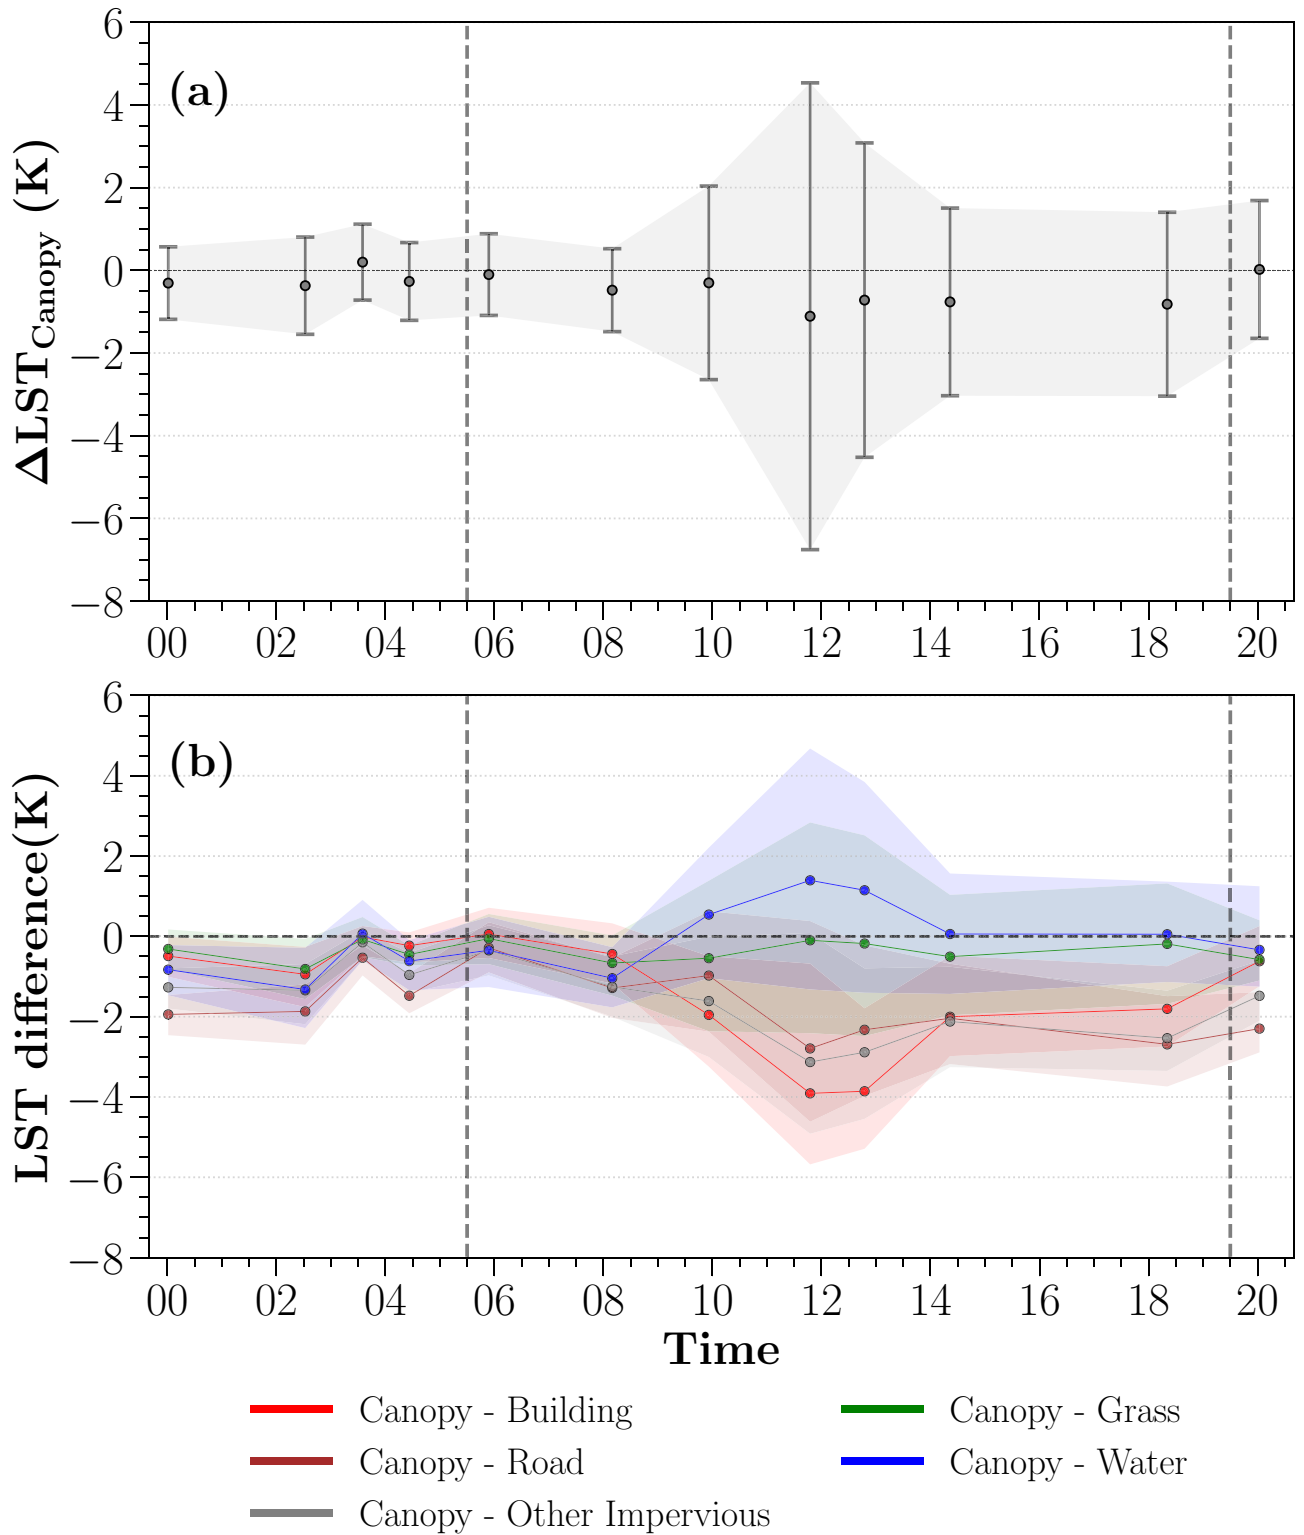 (a)
ΔLST_Canopy (K)
6
4
2
0
−2
−4
−6
−8
00 02 04 06 08 10 12 14 16 18 20
(b)
LST difference(K)
6
4
2
0
−2
−4
−6
−8
00 02 04 06 08 10 12 14 16 18 20
Time
Canopy - Building
Canopy - Road
Canopy - Other Impervious
Canopy - Grass
Canopy - Water